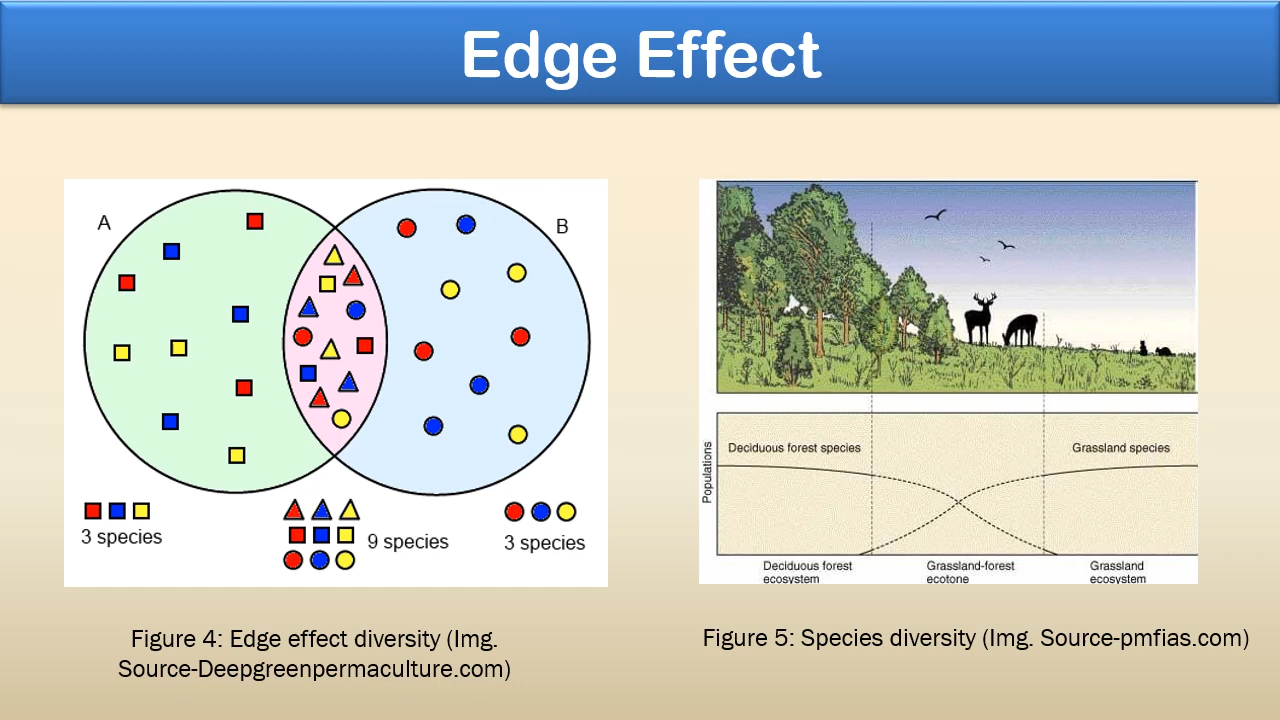 Edge Effect
A
B
3 species
9 species
3 species
Figure 4: Edge effect diversity (Img.
Source-Deepgreenpermaculture.com)
Populations
Deciduous forest species
Grassland species
Deciduous forest
ecosystem
Grassland-forest
ecotone
Grassland
ecosystem
Figure 5: Species diversity (Img. Source-pmfias.com)